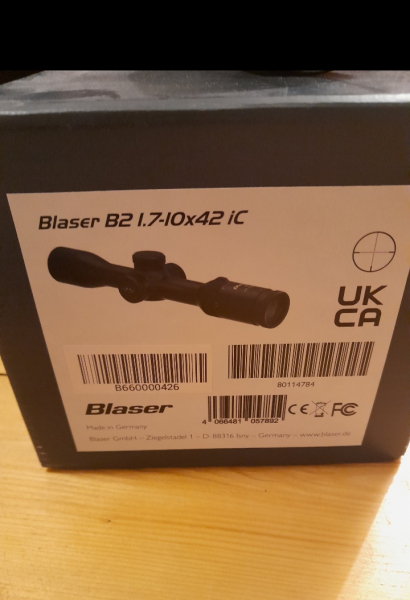 Blaser B2 1.7-10x42 iC
UK
CA
B660000426
80114784
Blaser
4 066481 057892
CE FC
Made in Germany
Blaser GmbH – Ziegelstadel 1 – D-88316 Isny – Germany – www.blaser.de